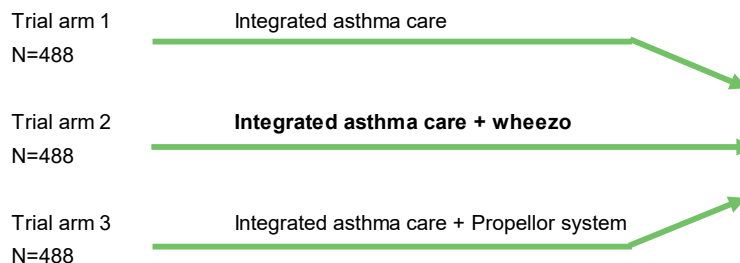 Trial arm 1 Integrated asthma care
N=488
Trial arm 2 Integrated asthma care + wheezo
N=488
Trial arm 3 Integrated asthma care + Propellor system
N=488